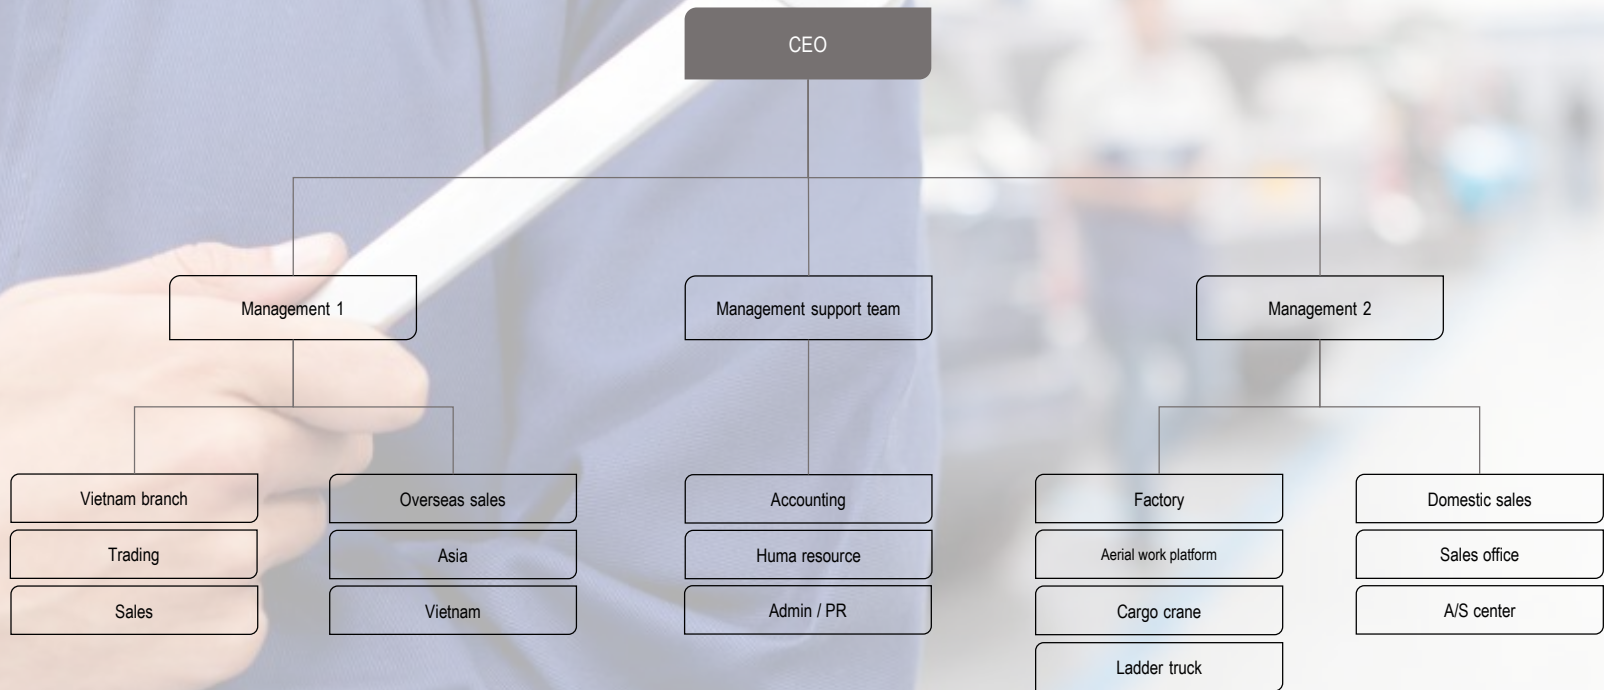 CEO
Management 1
Management support team
Management 2
Vietnam branch
Overseas sales
Accounting
Factory
Domestic sales
Trading
Asia
Huma resource
Aerial work platform
Sales office
Sales
Vietnam
Admin / PR
Cargo crane
A/S center
Ladder truck